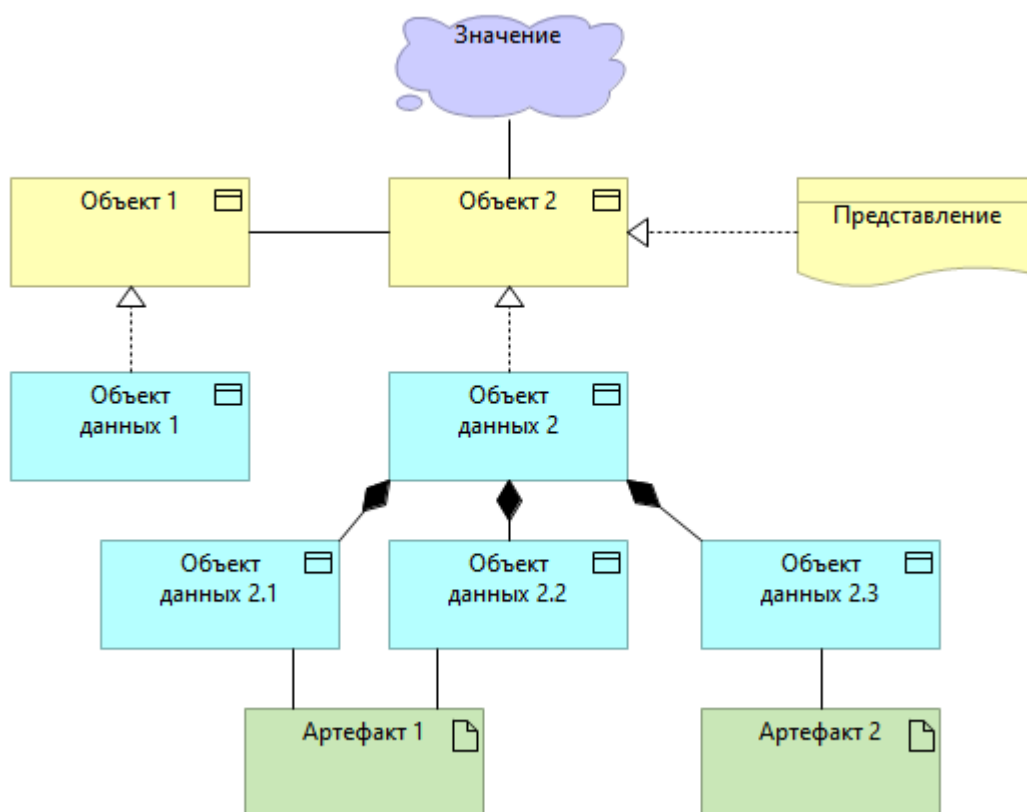 Значение
Объект 1
Объект 2
Представление
Объект
данных 1
Объект
данных 2
Объект
данных 2.1
Объект
данных 2.2
Объект
данных 2.3
Артефакт 1
Артефакт 2